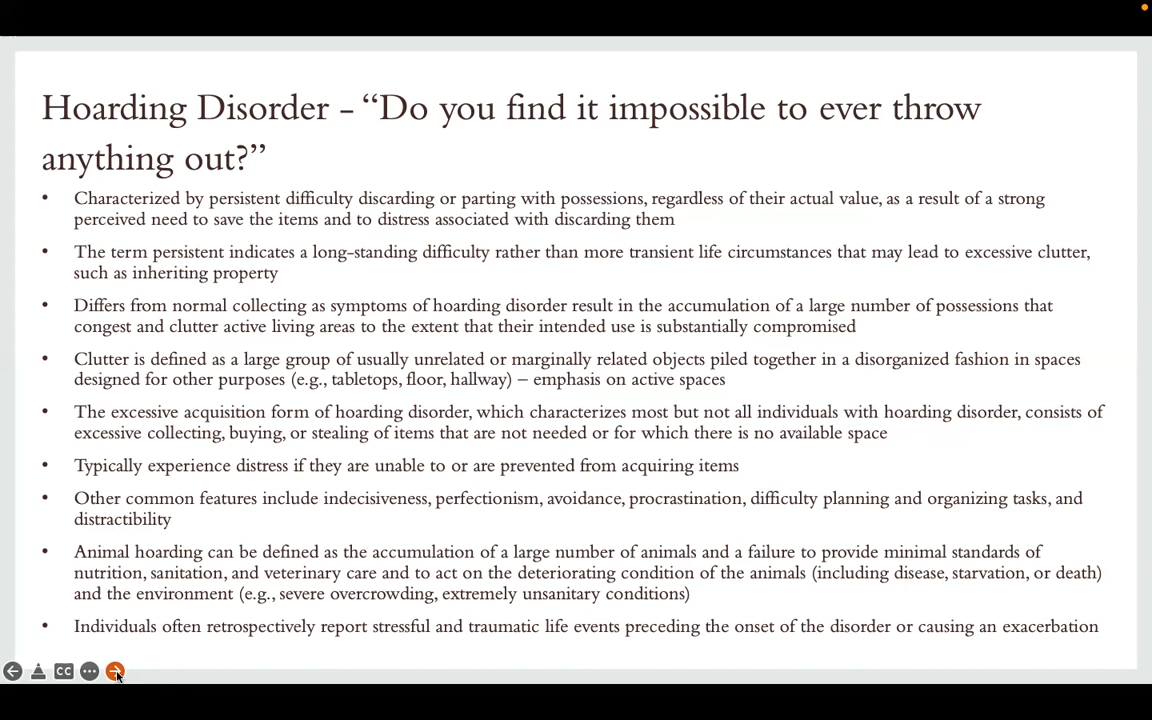 Hoarding Disorder - “Do you find it impossible to ever throw
anything out?”
• Characterized by persistent difficulty discarding or parting with possessions, regardless of their actual value, as a result of a strong
perceived need to save the items and to distress associated with discarding them
• The term persistent indicates a long-standing difficulty rather than more transient life circumstances that may lead to excessive clutter,
such as inheriting property
• Differs from normal collecting as symptoms of hoarding disorder result in the accumulation of a large number of possessions that
congest and clutter active living areas to the extent that their intended use is substantially compromised
• Clutter is defined as a large group of usually unrelated or marginally related objects piled together in a disorganized fashion in spaces
designed for other purposes (e.g., tabletops, floor, hallway) – emphasis on active spaces
• The excessive acquisition form of hoarding disorder, which characterizes most but not all individuals with hoarding disorder, consists of
excessive collecting, buying, or stealing of items that are not needed or for which there is no available space
• Typically experience distress if they are unable to or are prevented from acquiring items
• Other common features include indecisiveness, perfectionism, avoidance, procrastination, difficulty planning and organizing tasks, and
distractibility
• Animal hoarding can be defined as the accumulation of a large number of animals and a failure to provide minimal standards of
nutrition, sanitation, and veterinary care and to act on the deteriorating condition of the animals (including disease, starvation, or death)
and the environment (e.g., severe overcrowding, extremely unsanitary conditions)
• Individuals often retrospectively report stressful and traumatic life events preceding the onset of the disorder or causing an exacerbation
CC